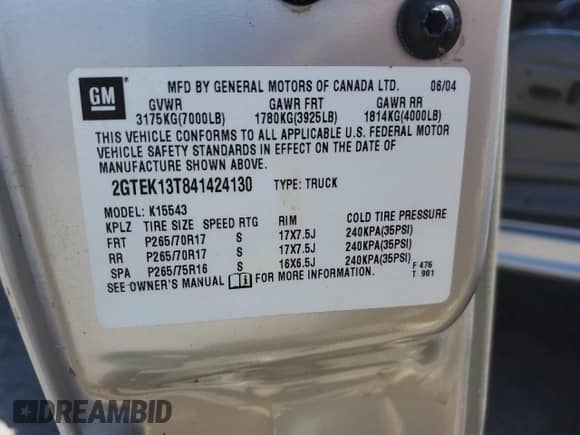 GM
MFD BY GENERAL MOTORS OF CANADA LTD. 06/04
GVWR GAWR FRT GAWR RR
3175KG(7000LB) 1780KG(3925LB) 1814KG(4000LB)
THIS VEHICLE CONFORMS TO ALL APPLICABLE U.S. FEDERAL MOTOR
VEHICLE SAFETY STANDARDS IN EFFECT ON THE DATE OF
MANUFACTURE SHOWN ABOVE.
2GTEK13T841424130 TYPE: TRUCK
MODEL: K15543
KPLZ TIRE SIZE SPEED RTG RIM COLD TIRE PRESSURE
FRT P265/70R17 S 17X7.5J 240KPA(35PSI)
RR P265/70R17 S 17X7.5J 240KPA(35PSI)
SPA P265/75R16 S 16X6.5J 240KPA(35PSI)
SEE OWNER'S MANUAL FOR MORE INFORMATION.
F 476
T 901
DREAMBID